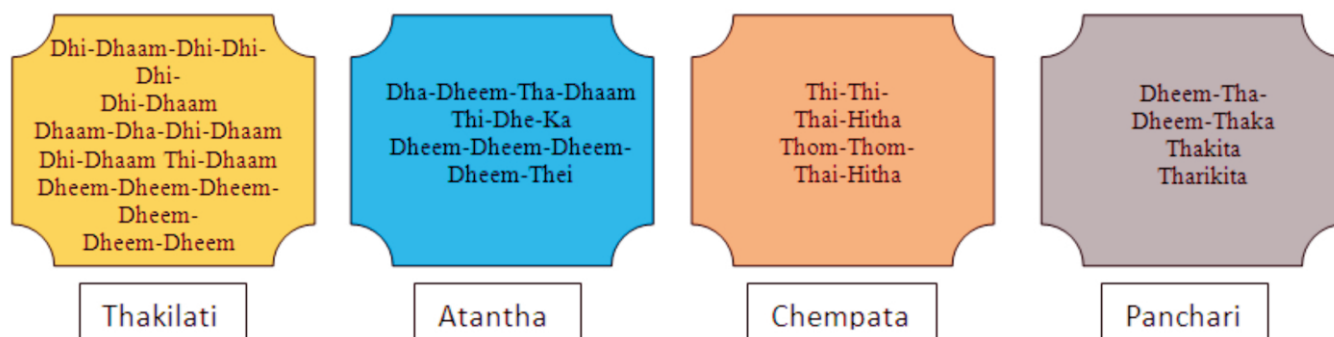 Dhi-Dhaam-Dhi-Dhi-
Dhi-
Dhi-Dhaam
Dhaam-Dha-Dhi-Dhaam
Dhi-Dhaam Thi-Dhaam
Dheem-Dheem-Dheem-
Dheem-
Dheem-Dheem
Thakilati
Dha-Dheem-Tha-Dhaam
Thi-Dhe-Ka
Dheem-Dheem-Dheem-
Dheem-Thei
Atantha
Thi-Thi-
Thai-Hitha
Thom-Thom-
Thai-Hitha
Chempata
Dheem-Tha-
Dheem-Thaka
Thakita
Tharikita
Panchari